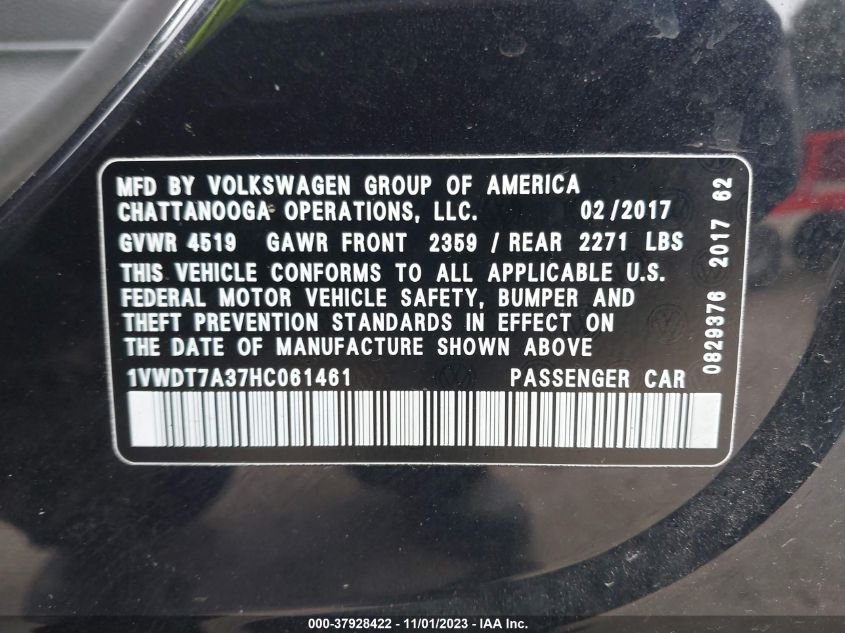 MFD BY VOLKSWAGEN GROUP OF AMERICA
CHATTANOOGA OPERATIONS, LLC. 02/2017
GVWR 4519 GAWR FRONT 2359 / REAR 2271 LBS
THIS VEHICLE CONFORMS TO ALL APPLICABLE U.S.
FEDERAL MOTOR VEHICLE SAFETY, BUMPER AND
THEFT PREVENTION STANDARDS IN EFFECT ON
THE DATE OF MANUFACTURE SHOWN ABOVE
1VWDT7A37HC061461 PASSENGER CAR
0829376 2017 62
000-37928422 - 11/01/2023 - IAAI.COM